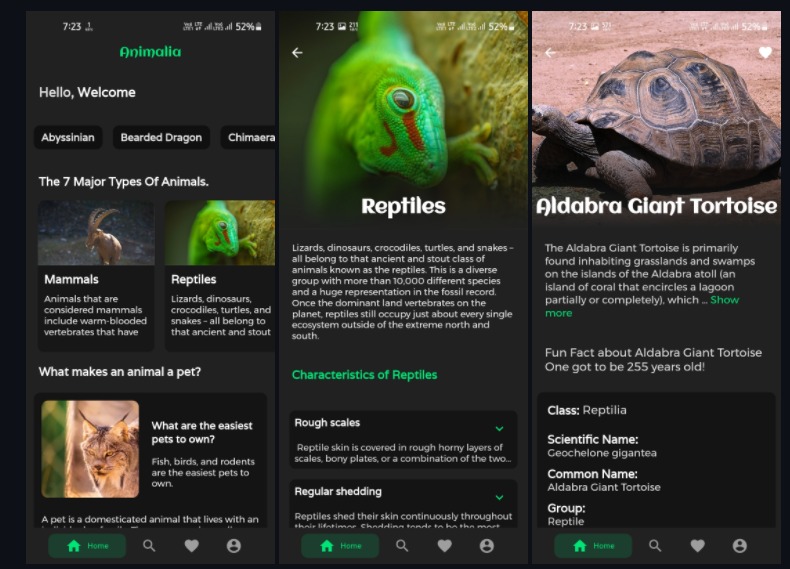 7:23
52%
Animalia
Hello, Welcome
Abyssinian
Bearded Dragon
Chimaera
The 7 Major Types Of Animals.
Mammals
Animals that are
considered mammals
include warm-blooded
vertebrates that have
Reptiles
Lizards, dinosaurs,
crocodiles, turtles, and
snakes – all belong to
that ancient and stout
What makes an animal a pet?
What are the easiest
pets to own?
Fish, birds, and rodents
are the easiest pets to
own.
A pet is a domesticated animal that lives with an
Home
7:23
52%
Reptiles
Lizards, dinosaurs, crocodiles, turtles, and snakes –
all belong to that ancient and stout class of
animals known as the reptiles. This is a diverse
group with more than 10,000 different species
and a huge representation in the fossil record.
Once the dominant land vertebrates on the
planet, reptiles still occupy just about every single
ecosystem outside of the extreme north and
south.
Characteristics of Reptiles
Rough scales
Reptile skin is covered in rough horny layers of
scales, bony plates, or a combination of the two...
Regular shedding
Reptiles shed their skin continuously throughout
their lifetimes. Shedding tends to be the most
Home
7:23
52%
Aldabra Giant Tortoise
The Aldabra Giant Tortoise is primarily
found inhabiting grasslands and swamps
on the islands of the Aldabra atoll (an
island of coral that encircles a lagoon
partially or completely), which ... Show
more
Fun Fact about Aldabra Giant Tortoise
One got to be 255 years old!
Class: Reptilia
Scientific Name:
Geochelone gigantea
Common Name:
Aldabra Giant Tortoise
Group:
Reptile
Home